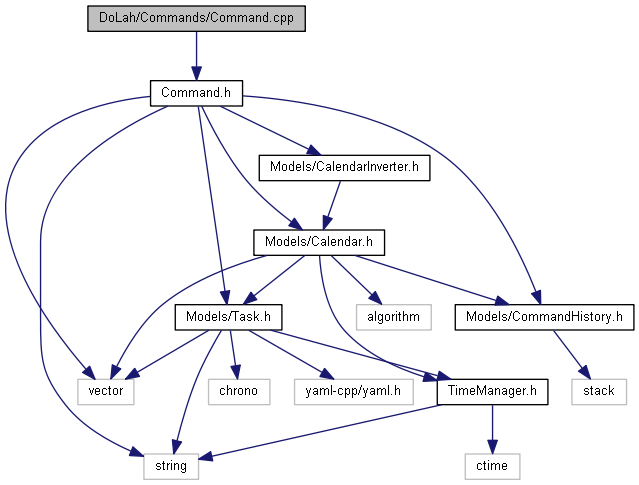 DoLah/Commands/Command.cpp
Command.h
Models/CalendarInverter.h
Models/Calendar.h
Models/Task.h
algorithm
Models/CommandHistory.h
vector
chrono
yaml-cpp/yaml.h
TimeManager.h
stack
string
ctime